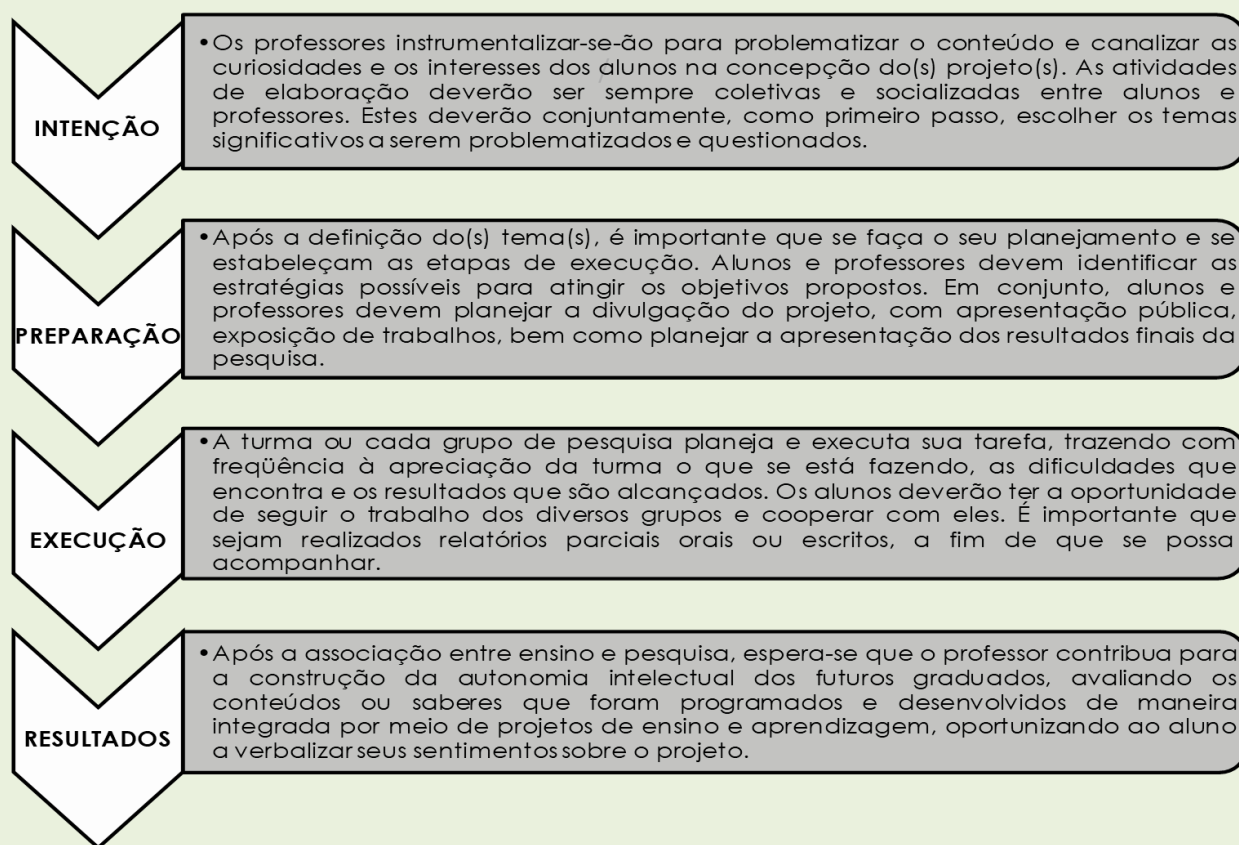 INTENÇÃO
•Os professores instrumentalizar-se-ão para problematizar o conteúdo e canalizar as
curiosidades e os interesses dos alunos na concepção do(s) projeto(s). As atividades
de elaboração deverão ser sempre coletivas e socializadas entre alunos e
professores. Estes deverão conjuntamente, como primeiro passo, escolher os temas
significativos a serem problematizados e questionados.
PREPARAÇÃO
•Após a definição do(s) tema(s), é importante que se faça o seu planejamento e se
estabeleçam as etapas de execução. Alunos e professores devem identificar as
estratégias possíveis para atingir os objetivos propostos. Em conjunto, alunos e
professores devem planejar a divulgação do projeto, com apresentação pública,
exposição de trabalhos, bem como planejar a apresentação dos resultados finais da
pesquisa.
EXECUÇÃO
•A turma ou cada grupo de pesquisa planeja e executa sua tarefa, trazendo com
freqüência à apreciação da turma o que se está fazendo, as dificuldades que
encontra e os resultados que são alcançados. Os alunos deverão ter a oportunidade
de seguir o trabalho dos diversos grupos e cooperar com eles. É importante que
sejam realizados relatórios parciais orais ou escritos, a fim de que se possa
acompanhar.
RESULTADOS
•Após a associação entre ensino e pesquisa, espera-se que o professor contribua para
a construção da autonomia intelectual dos futuros graduados, avaliando os
conteúdos ou saberes que foram programados e desenvolvidos de maneira
integrada por meio de projetos de ensino e aprendizagem, oportunizando ao aluno
a verbalizar seus sentimentos sobre o projeto.